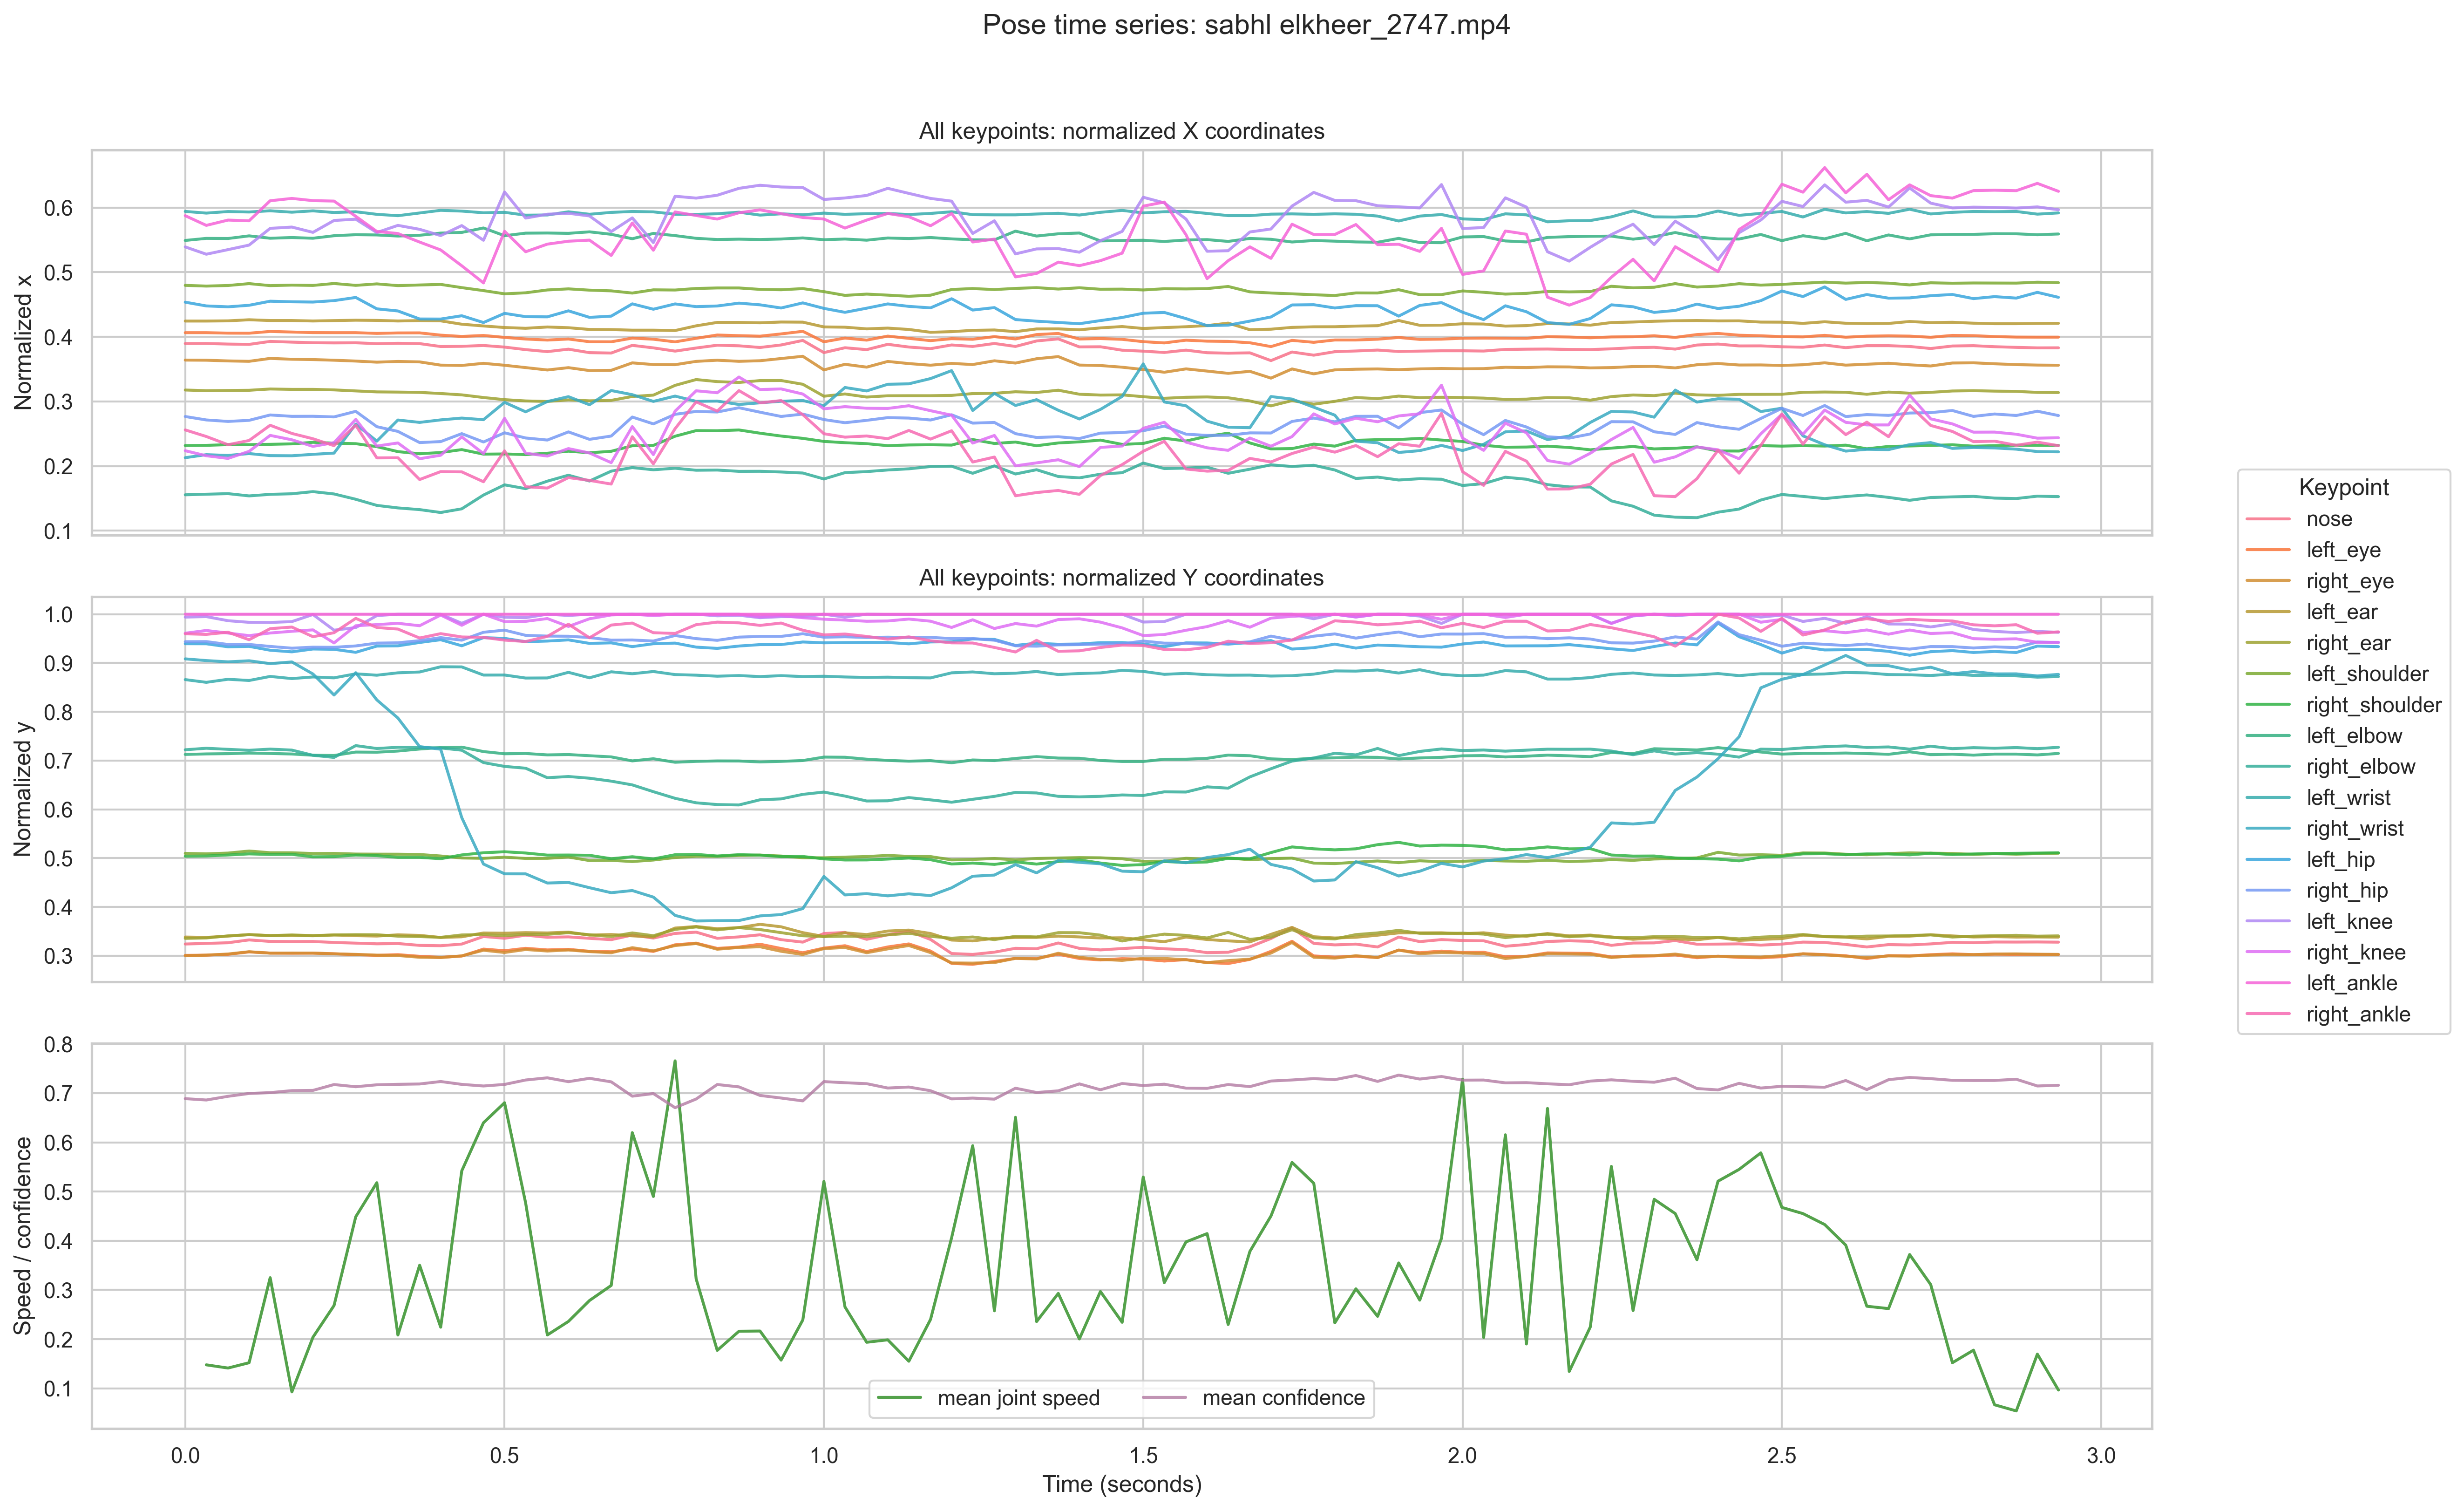 Pose time series: sabhl elkheer_2747.mp4
All keypoints: normalized X coordinates
Normalized x
0.6
0.5
0.4
0.3
0.2
0.1
All keypoints: normalized Y coordinates
Normalized y
1.0
0.9
0.8
0.7
0.6
0.5
0.4
0.3
Keypoint
nose
left_eye
right_eye
left_ear
right_ear
left_shoulder
right_shoulder
left_elbow
right_elbow
left_wrist
right_wrist
left_hip
right_hip
left_knee
right_knee
left_ankle
right_ankle
Speed / confidence
0.8
0.7
0.6
0.5
0.4
0.3
0.2
0.1
mean joint speed mean confidence
0.0 0.5 1.0 1.5 2.0 2.5 3.0
Time (seconds)